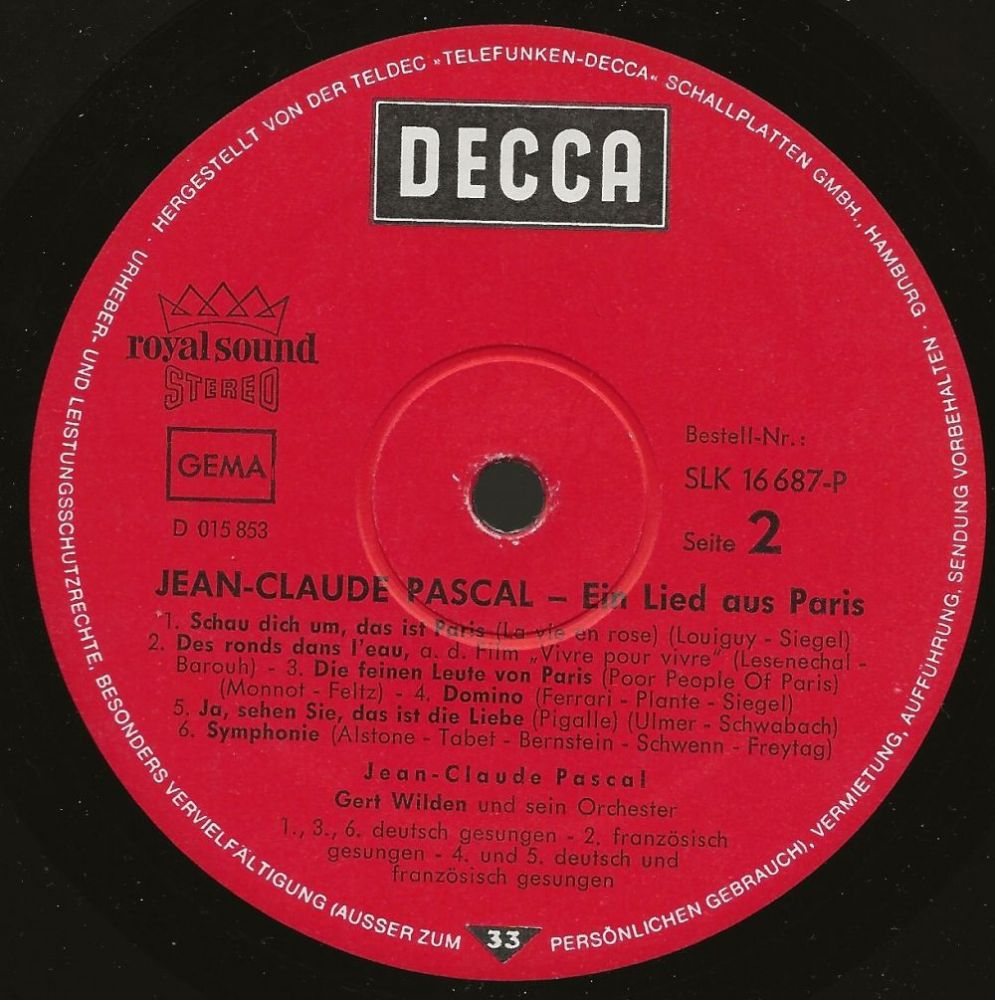 HERGESTELLT VON DER TELDEC »TELEFUNKEN-DECCA« SCHALLPLATTEN GMBH., HAMBURG · URHEBER- UND LEISTUNGSSCHUTZRECHTE, BESONDERS VERVIELFÄLTIGUNG (AUSSER ZUM PERSÖNLICHEN GEBRAUCH), VERMIETUNG, AUFFÜHRUNG, SENDUNG VORBEHALTEN ·
DECCA
royal sound
STEREO
GEMA
D 015 853
Bestell-Nr.:
SLK 16 687-P
Seite 2
JEAN-CLAUDE PASCAL – Ein Lied aus Paris
1. Schau dich um, das ist Paris (La vie en rose) (Louiguy - Siegel)
2. Des ronds dans l'eau, a. d. Film „Vivre pour vivre" (Lesenechal -
Barouh) - 3. Die feinen Leute von Paris (Poor People Of Paris)
(Monnot - Feltz) - 4. Domino (Ferrari - Plante - Siegel)
5. Ja, sehen Sie, das ist die Liebe (Pigalle) (Ulmer - Schwabach)
6. Symphonie (Alstone - Tabet - Bernstein - Schwenn - Freytag)
Jean-Claude Pascal
Gert Wilden und sein Orchester
1., 3., 6. deutsch gesungen - 2. französisch
gesungen - 4. und 5. deutsch und
französisch gesungen
33